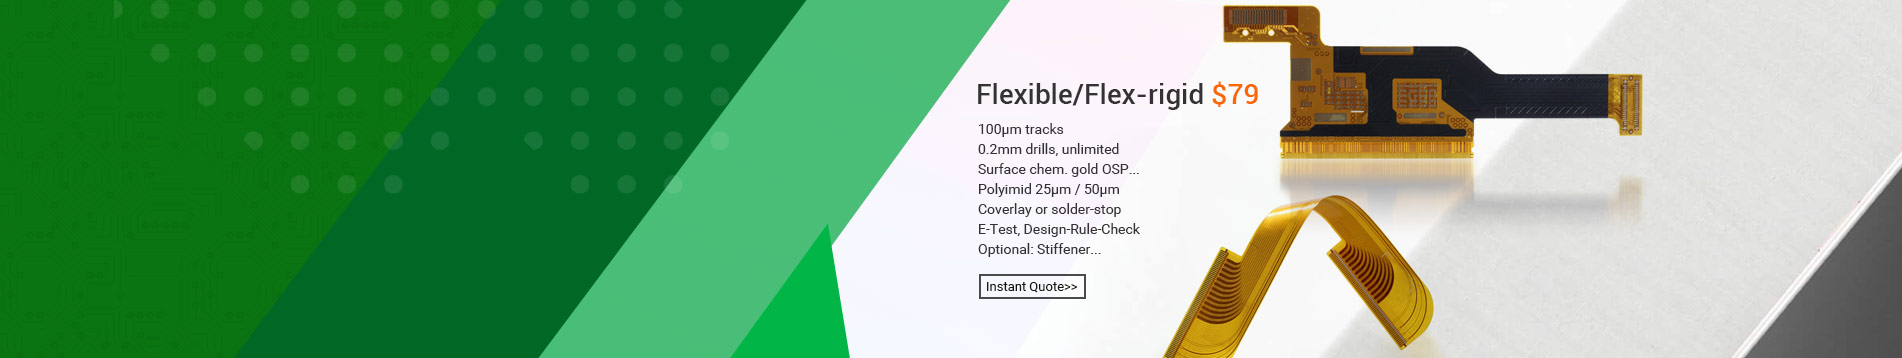 Flexible/Flex-rigid $79
100µm tracks
0.2mm drills, unlimited
Surface chem. gold OSP...
Polyimid 25µm / 50µm
Coverlay or solder-stop
E-Test, Design-Rule-Check
Optional: Stiffener...
Instant Quote>>